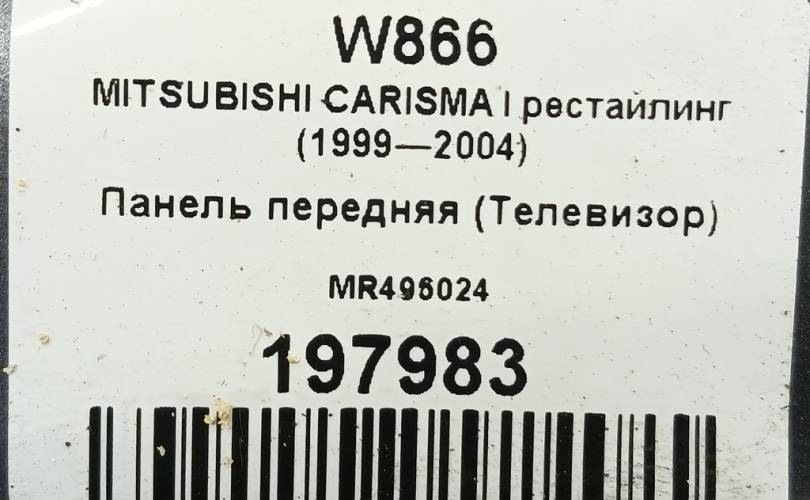 W866
MITSUBISHI CARISMA I рестайлинг
(1999—2004)
Панель передняя (Телевизор)
MR496024
197983